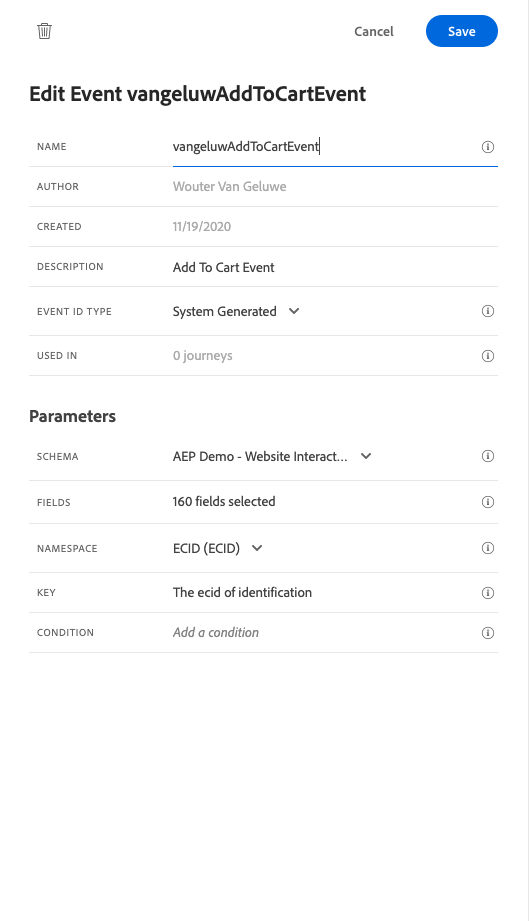 Cancel Save
Edit Event vangeluwAddToCartEvent
NAME vangeluwAddToCartEvent
AUTHOR Wouter Van Geluwe
CREATED 11/19/2020
DESCRIPTION Add To Cart Event
EVENT ID TYPE System Generated
USED IN 0 journeys
Parameters
SCHEMA AEP Demo - Website Interact...
FIELDS 160 fields selected
NAMESPACE ECID (ECID)
KEY The ecid of identification
CONDITION Add a condition